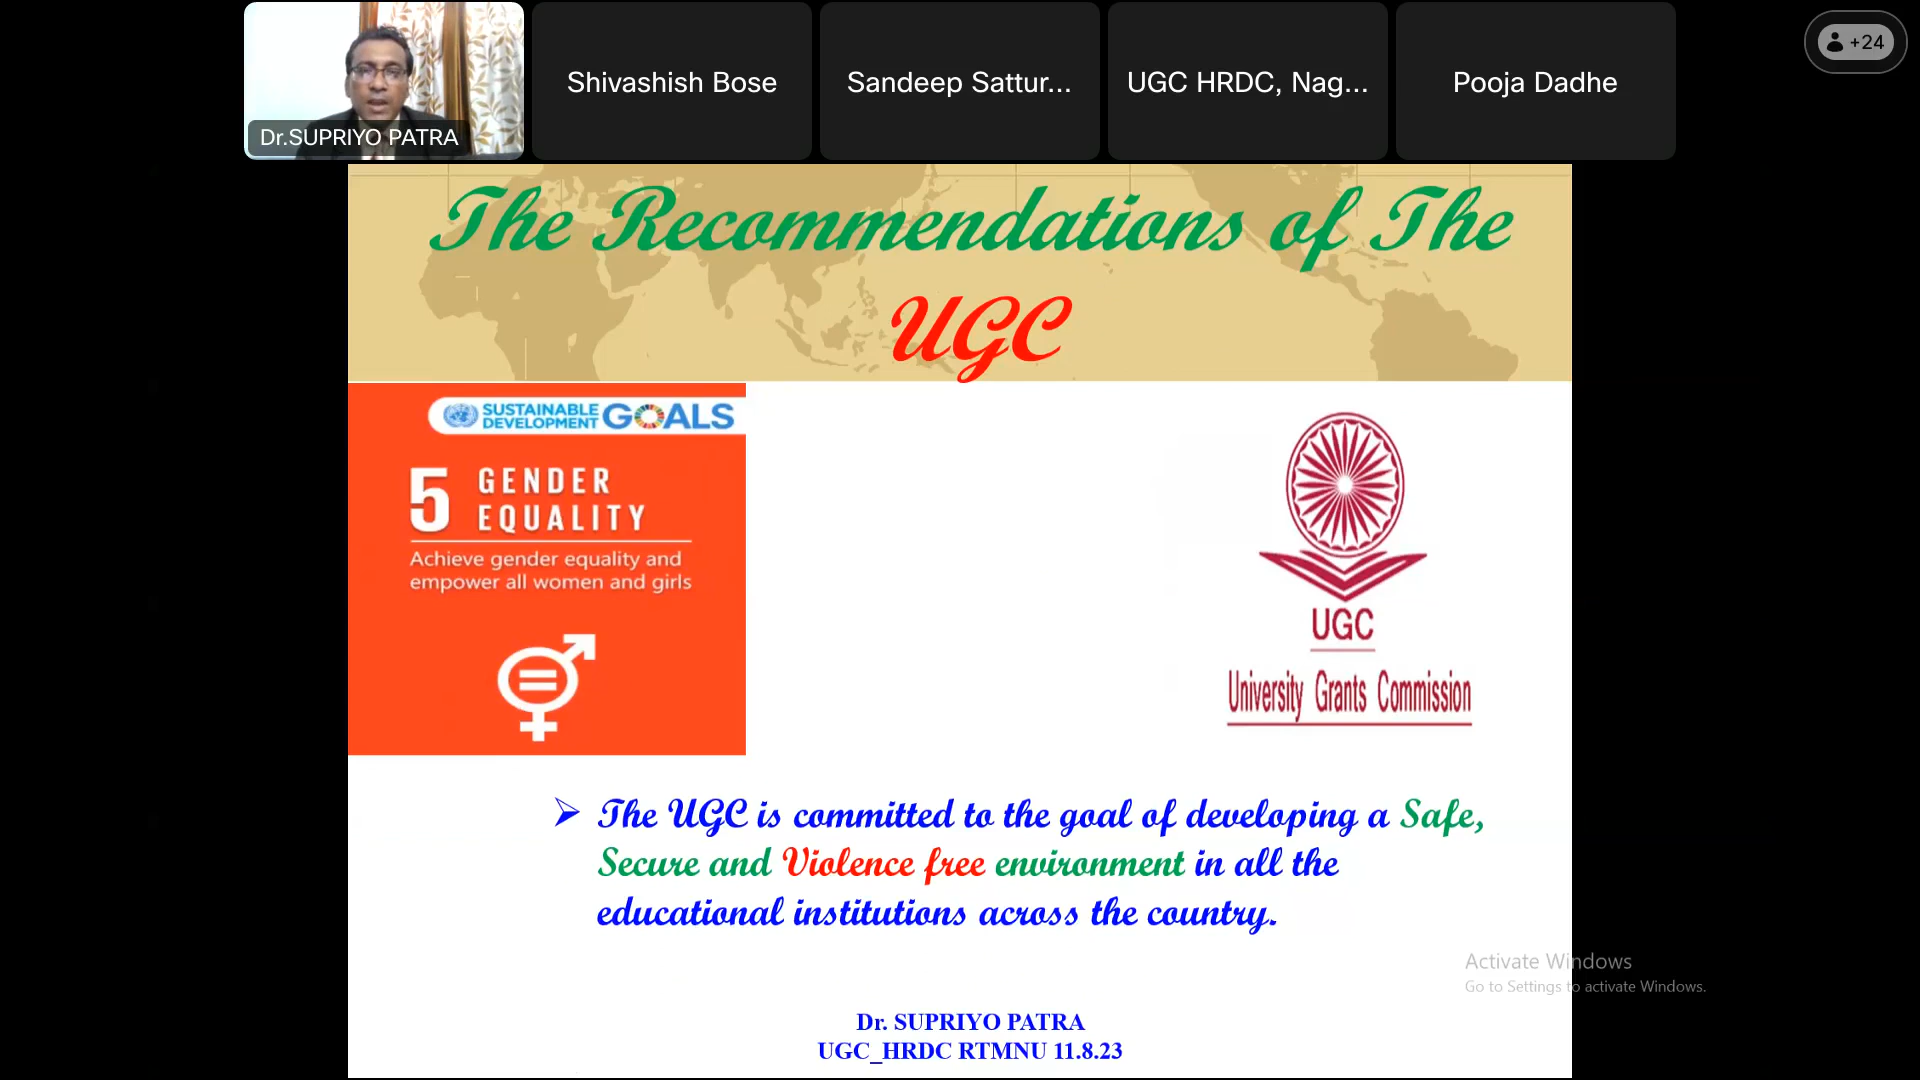 Shivashish Bose
Sandeep Sattur...
UGC HRDC, Nag...
Pooja Dadhe
+24
Dr.SUPRIYO PATRA
The Recommendations of The
UGC
SUSTAINABLE
DEVELOPMENT GOALS
5 GENDER
EQUALITY
Achieve gender equality and
empower all women and girls
UGC
University Grants Commission
The UGC is committed to the goal of developing a Safe,
Secure and Violence free environment in all the
educational institutions across the country.
Activate Windows
Go to Settings to activate Windows.
Dr. SUPRIYO PATRA
UGC_HRDC RTMNU 11.8.23